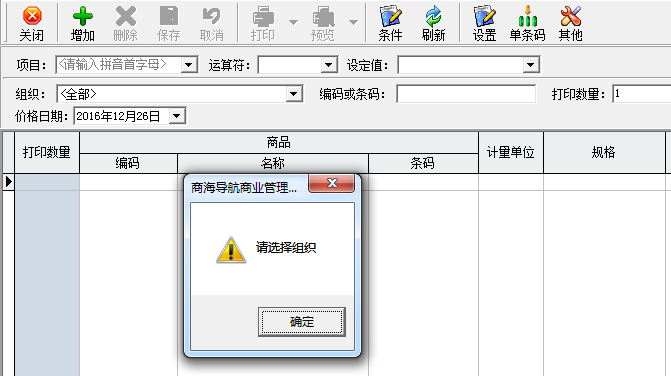 关闭 增加 删除 保存 取消 打印 预览 条件 刷新 设置 单条码 其他
项目: <请输入拼音首字母> 运算符: 设定值:
组织: <全部> 编码或条码: 打印数量: 1
价格日期: 2016年12月26日
打印数量 商品 计量单位 规格
编码 名称 条码
商海导航商业管理...
请选择组织
确定